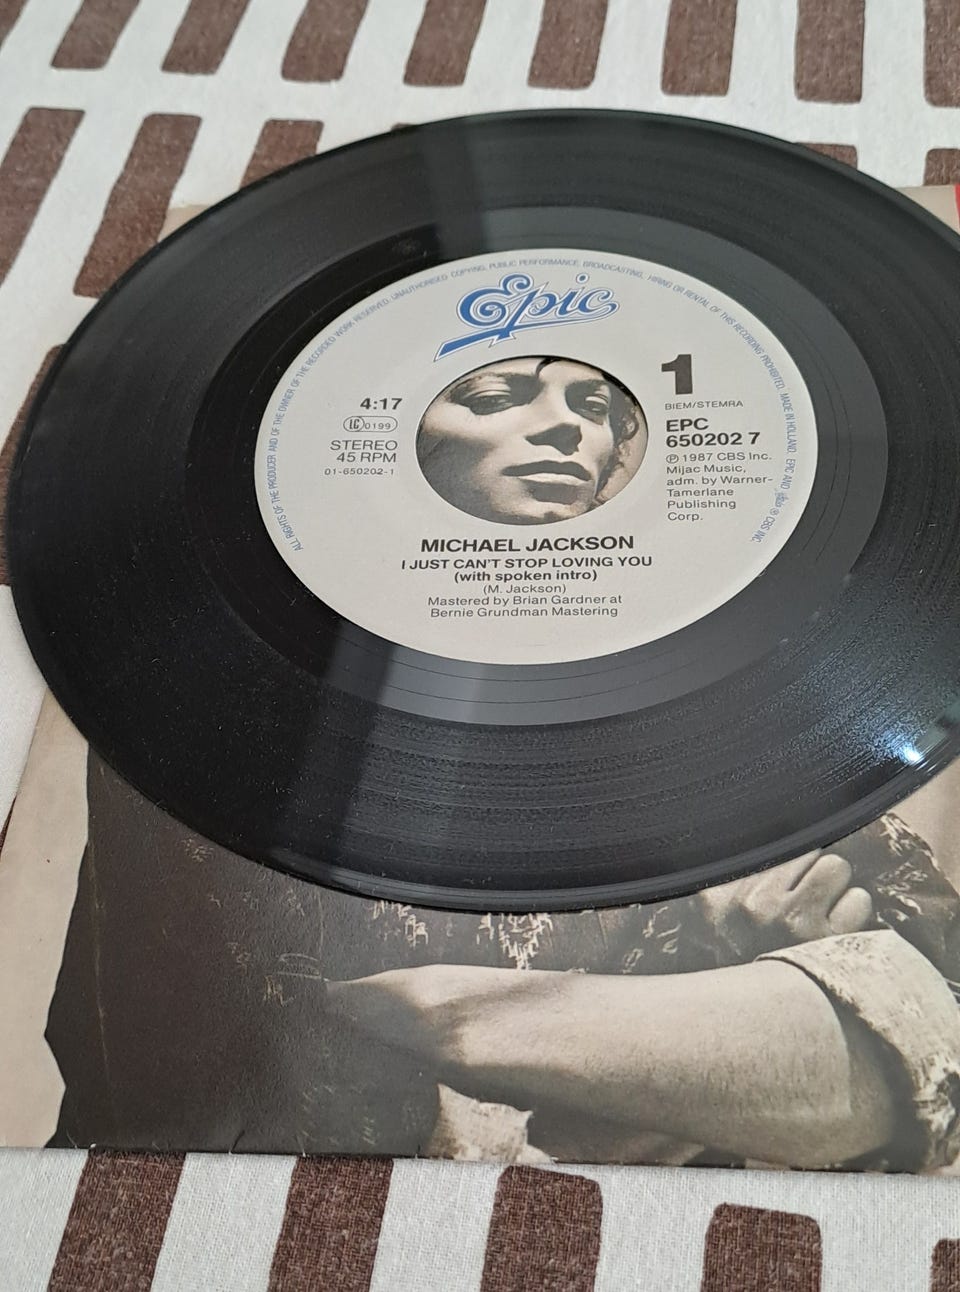 ALL RIGHTS OF THE PRODUCER AND OF THE OWNER OF THE RECORDED WORK RESERVED. UNAUTHORISED COPYING, PUBLIC PERFORMANCE, BROADCASTING, HIRING OR RENTAL OF THIS RECORDING PROHIBITED. MADE IN HOLLAND. EPIC AND ® CBS INC.
Epic
1
BIEM/STEMRA
4:17
LC 0199
STEREO
45 RPM
01-650202-1
EPC
650202 7
℗ 1987 CBS Inc.
Mijac Music,
adm. by Warner-
Tamerlane
Publishing
Corp.
MICHAEL JACKSON
I JUST CAN'T STOP LOVING YOU
(with spoken intro)
(M. Jackson)
Mastered by Brian Gardner at
Bernie Grundman Mastering